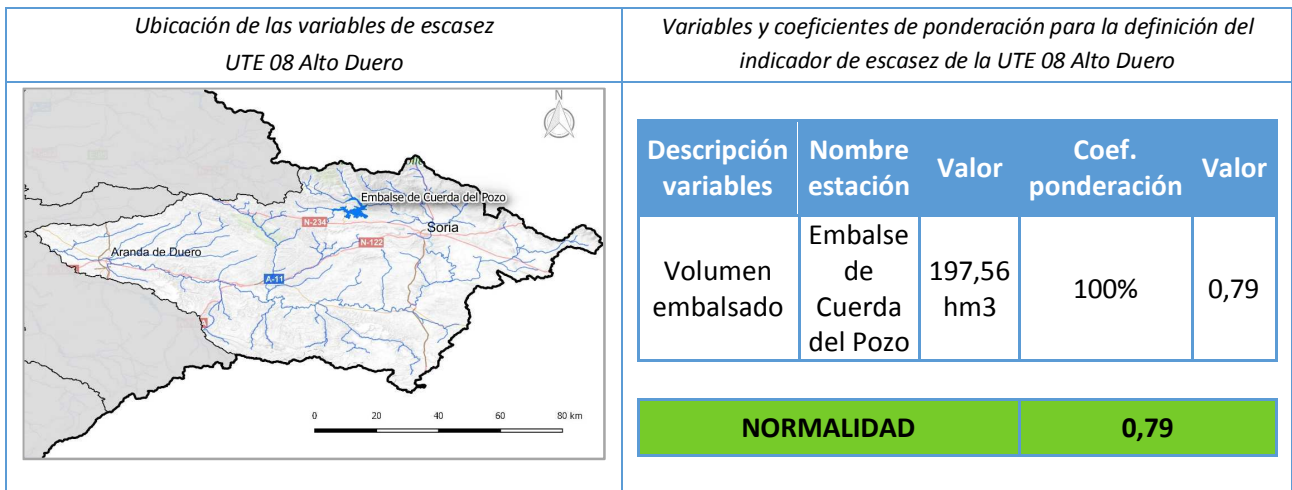 Ubicación de las variables de escasez
UTE 08 Alto Duero
Variables y coeficientes de ponderación para la definición del
indicador de escasez de la UTE 08 Alto Duero
N
Embalse de Cuerda del Pozo
N-234
Soria
N-122
Aranda de Duero
A-11
0 20 40 60 80 km
Descripción variables Nombre estación Valor Coef. ponderación Valor
Volumen embalsado Embalse de Cuerda del Pozo 197,56 hm3 100% 0,79
NORMALIDAD 0,79